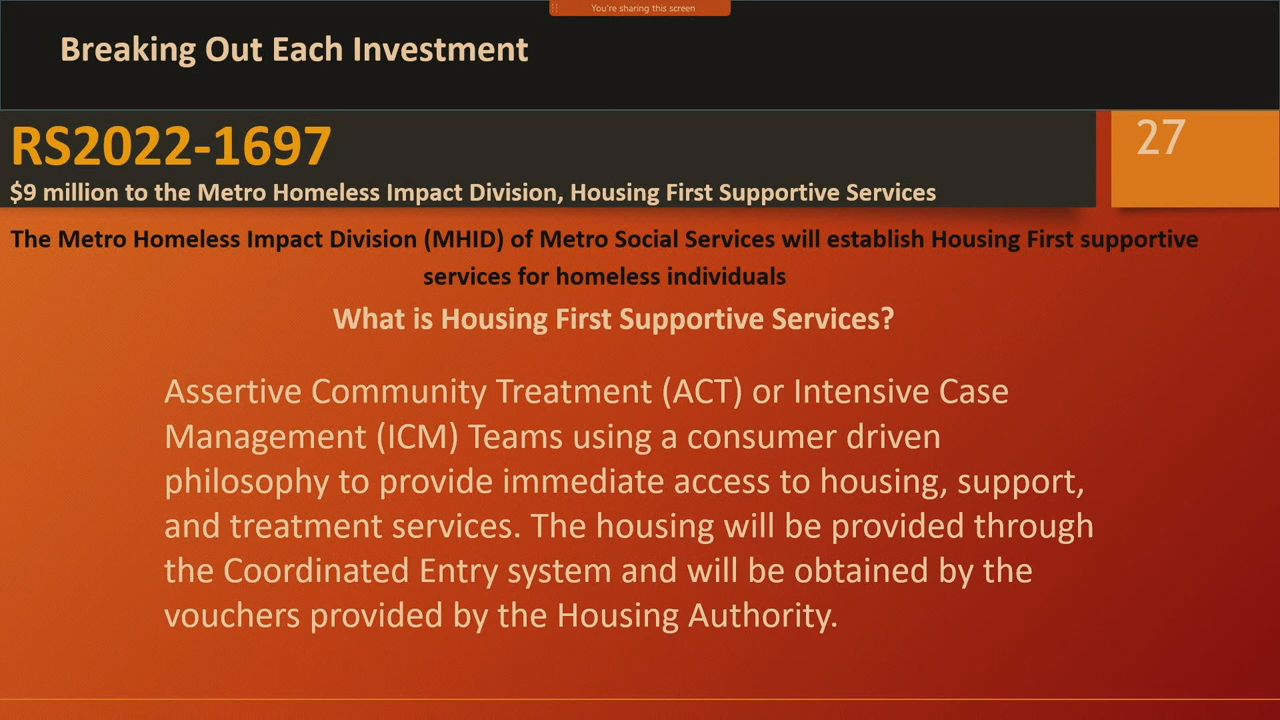 You're sharing this screen
Breaking Out Each Investment
RS2022-1697
27
$9 million to the Metro Homeless Impact Division, Housing First Supportive Services
The Metro Homeless Impact Division (MHID) of Metro Social Services will establish Housing First supportive
services for homeless individuals
What is Housing First Supportive Services?
Assertive Community Treatment (ACT) or Intensive Case
Management (ICM) Teams using a consumer driven
philosophy to provide immediate access to housing, support,
and treatment services. The housing will be provided through
the Coordinated Entry system and will be obtained by the
vouchers provided by the Housing Authority.